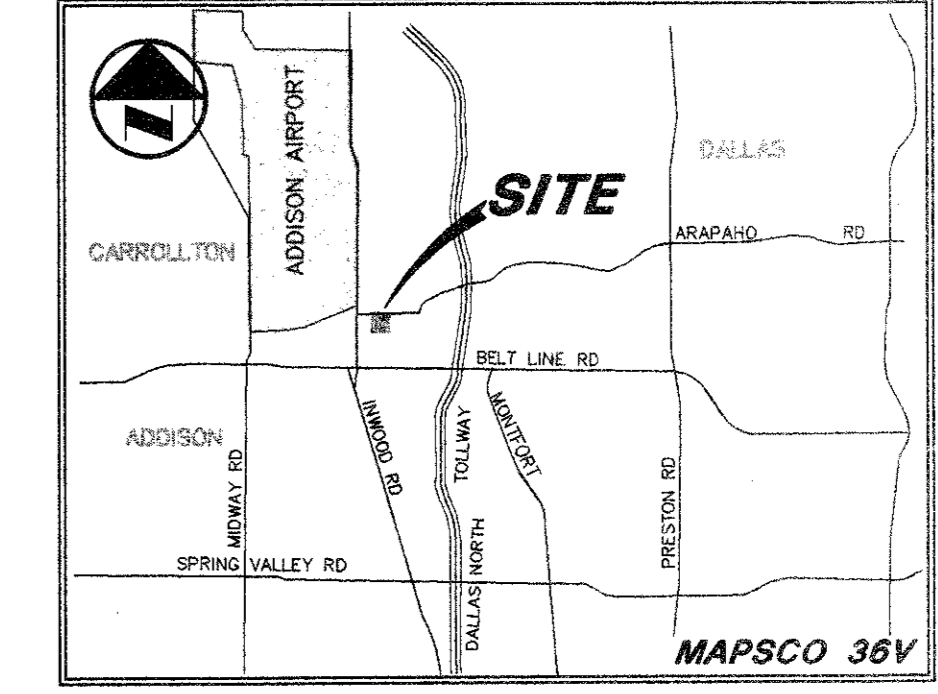 N
ADDISON AIRPORT
DALLAS
SITE
CARROLLTON
ARAPAHO RD
BELT LINE RD
ADDISON
MIDWAY RD
INWOOD RD
TOLLWAY
MONTFORT
PRESTON RD
SPRING VALLEY RD
DALLAS NORTH
MAPSCO 36V